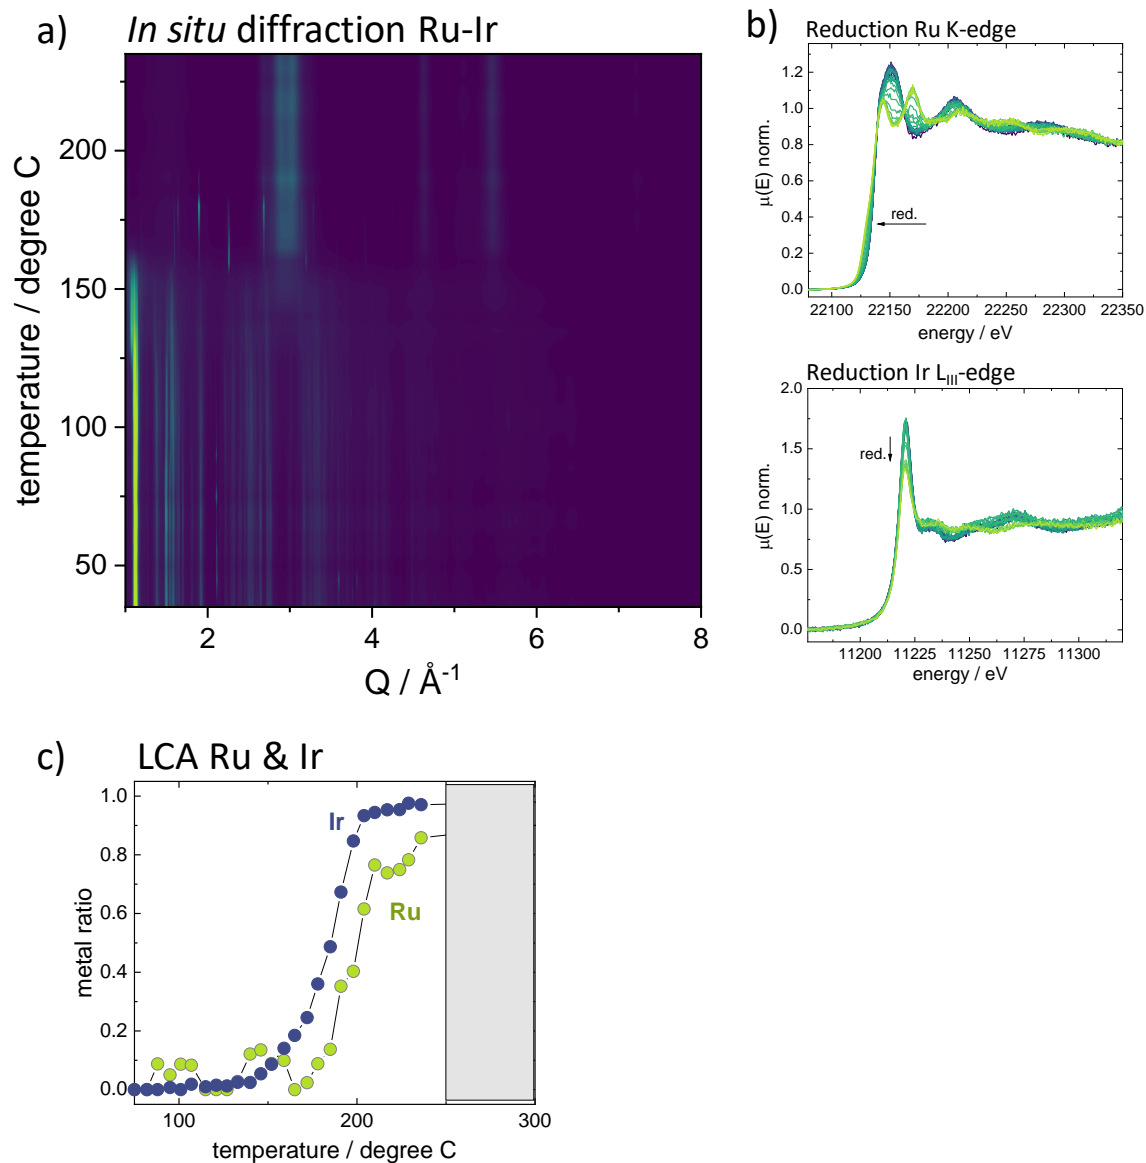 a) In situ diffraction Ru-Ir
200
150
100
50
temperature / degree C
2 4 6 8
Q / Å⁻¹
b)
Reduction Ru K-edge
1.2
1.0
0.8
0.6
0.4
0.2
0.0
μ(E) norm.
red.
22100 22150 22200 22250 22300 22350
energy / eV
Reduction Ir L_III-edge
2.0
1.5
1.0
0.5
0.0
μ(E) norm.
red.
11200 11225 11250 11275 11300
energy / eV
c) LCA Ru & Ir
1.0
0.8
0.6
0.4
0.2
0.0
metal ratio
Ir
Ru
100 200 300
temperature / degree C